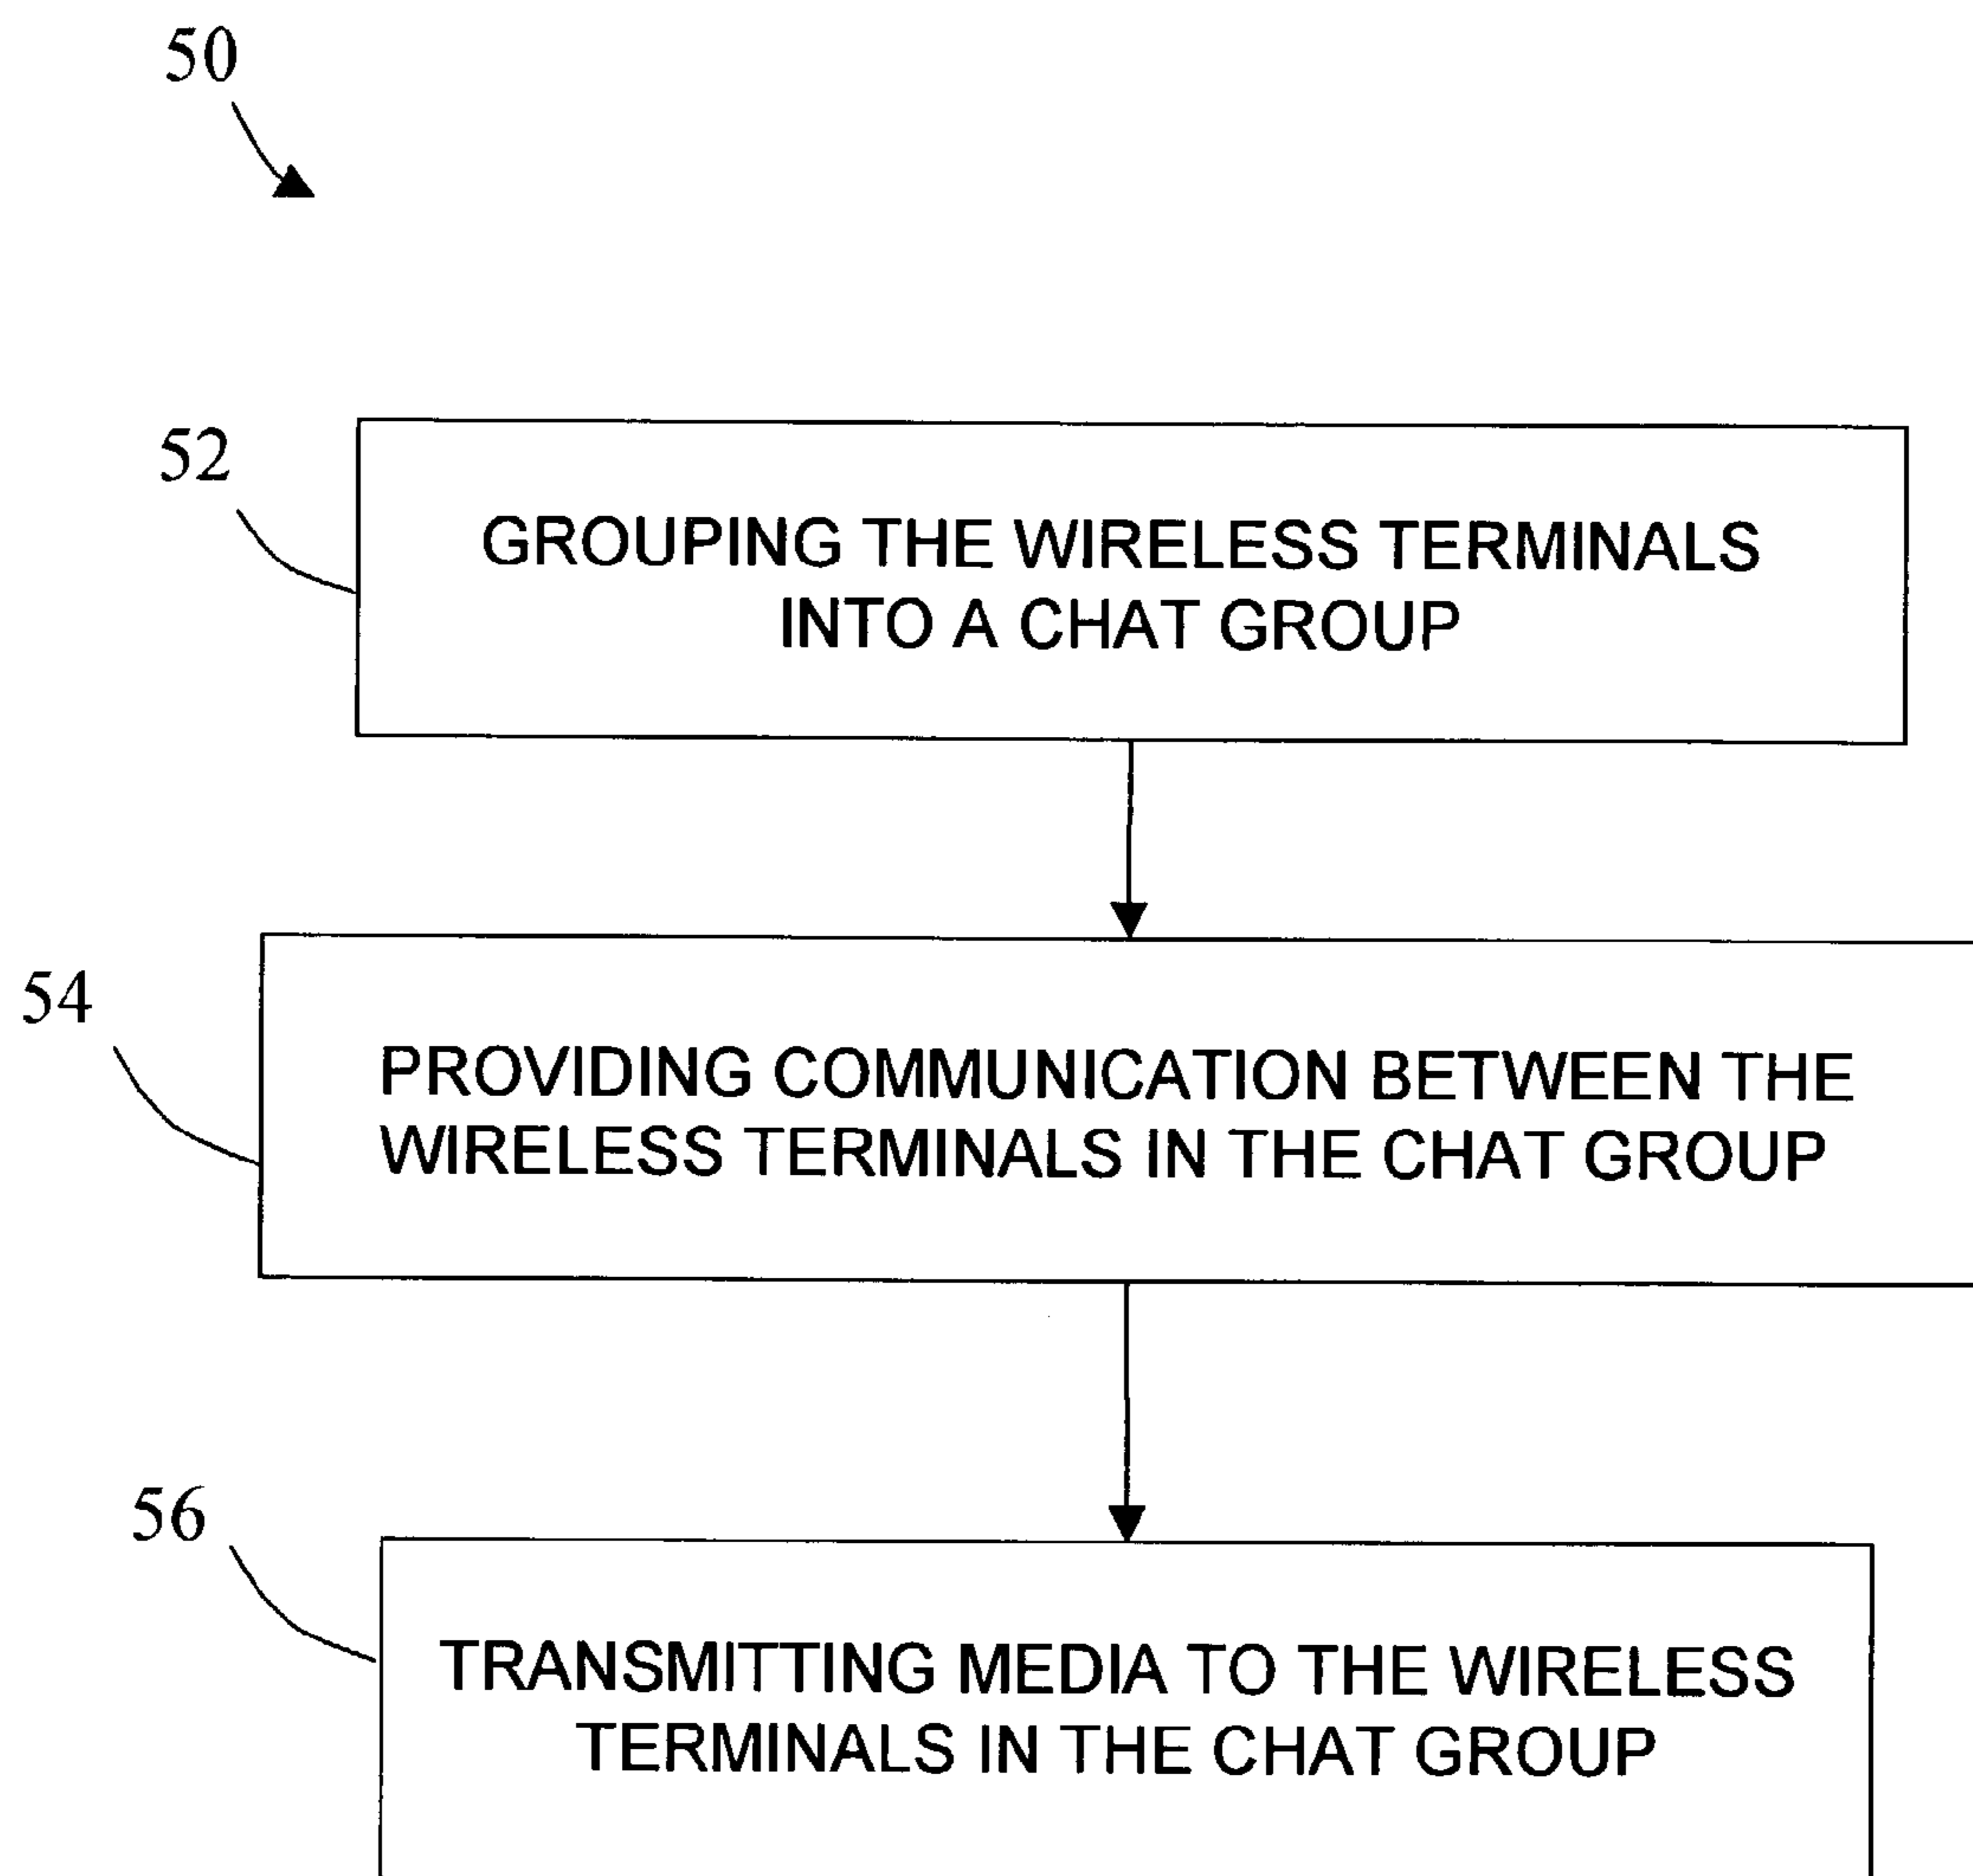 50
52
GROUPING THE WIRELESS TERMINALS
INTO A CHAT GROUP
54
PROVIDING COMMUNICATION BETWEEN THE
WIRELESS TERMINALS IN THE CHAT GROUP
56
TRANSMITTING MEDIA TO THE WIRELESS
TERMINALS IN THE CHAT GROUP